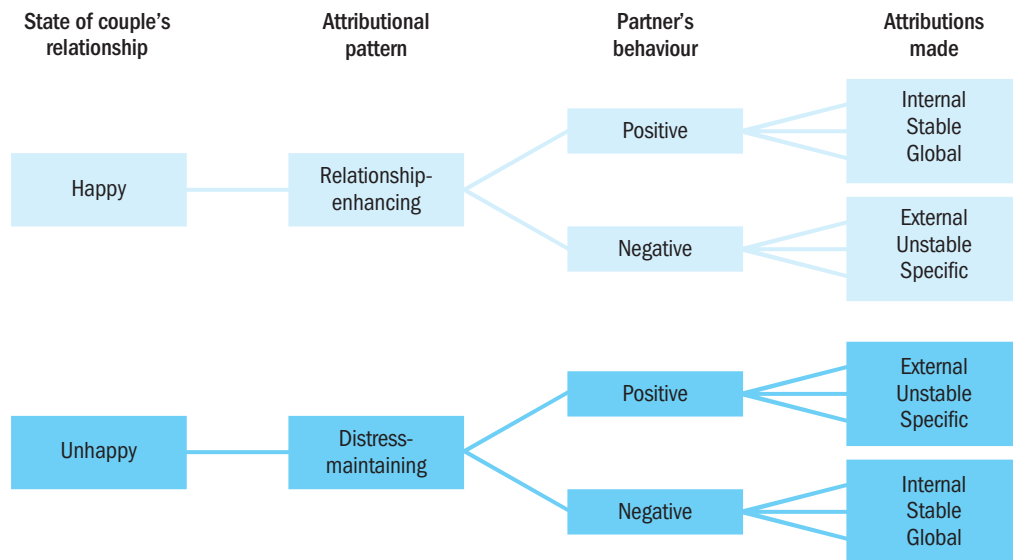 State of couple's
relationship
Attributional
pattern
Partner's
behaviour
Attributions
made
Happy
Relationship-
enhancing
Positive
Internal
Stable
Global
Negative
External
Unstable
Specific
Unhappy
Distress-
maintaining
Positive
External
Unstable
Specific
Negative
Internal
Stable
Global